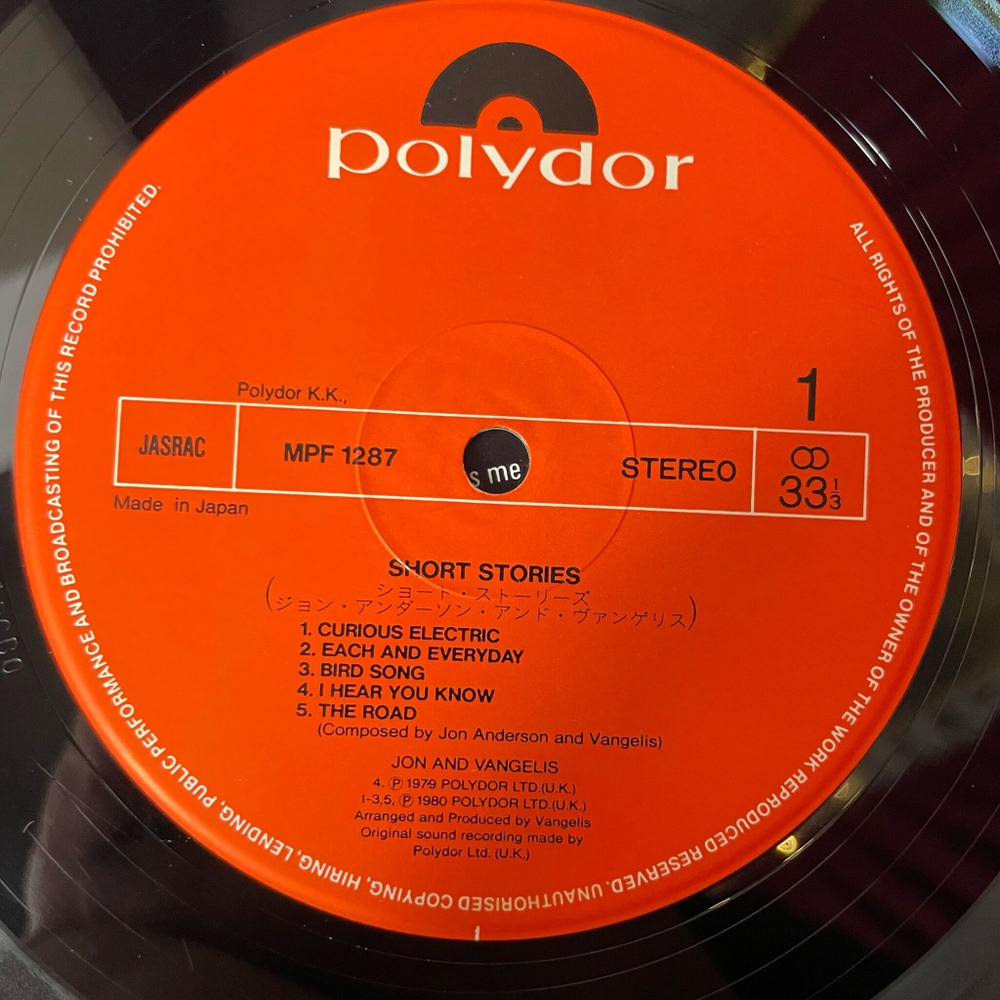 polydor
PUBLIC PERFORMANCE AND BROADCASTING OF THIS RECORD PROHIBITED.
ALL RIGHTS OF THE PRODUCER AND OF THE OWNER OF THE WORK REPRODUCED RESERVED. UNAUTHORISED COPYING, HIRING, LENDING,
1
Polydor K.K.,
JASRAC
MPF 1287
s me
STEREO
33 1/3
Made in Japan
SHORT STORIES
ショート・ストーリーズ
(ジョン・アンダーソン・アンド・ヴァンゲリス)
1. CURIOUS ELECTRIC
2. EACH AND EVERYDAY
3. BIRD SONG
4. I HEAR YOU KNOW
5. THE ROAD
(Composed by Jon Anderson and Vangelis)
JON AND VANGELIS
4. Ⓟ 1979 POLYDOR LTD.(U.K.)
1-3,5, Ⓟ 1980 POLYDOR LTD.(U.K.)
Arranged and Produced by Vangelis
Original sound recording made by
Polydor Ltd. (U.K.)